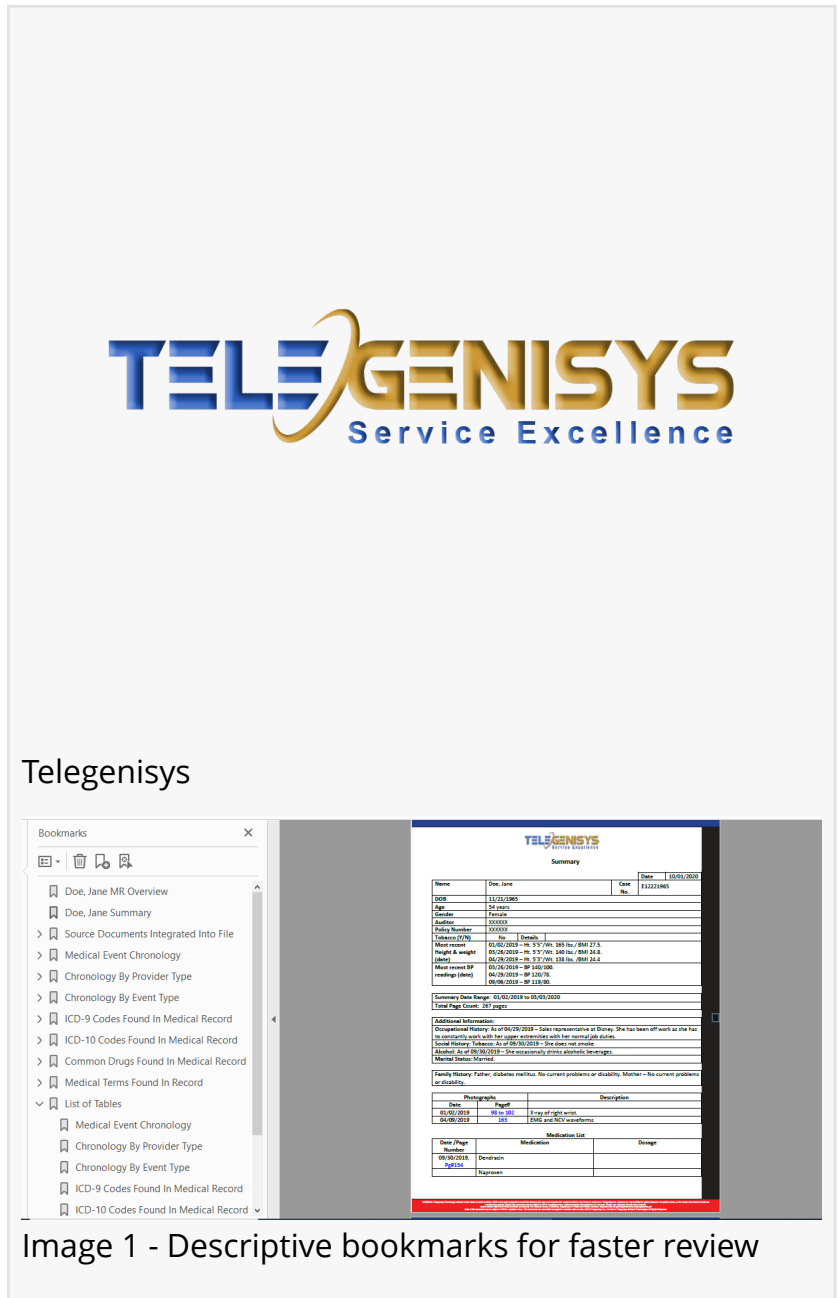 TELEGENISYS
Service Excellence
Telegenisys
Bookmarks
Doe, Jane MR Overview
Doe, Jane Summary
Source Documents Integrated Into File
Medical Event Chronology
Chronology By Provider Type
Chronology By Event Type
ICD-9 Codes Found In Medical Record
ICD-10 Codes Found In Medical Record
Common Drugs Found In Medical Record
Medical Terms Found In Record
List of Tables
Medical Event Chronology
Chronology By Provider Type
Chronology By Event Type
ICD-9 Codes Found In Medical Record
ICD-10 Codes Found In Medical Record
TELEGENISYS
Service Excellence
Summary
Date 10/01/2020
Name Doe, Jane Case No. E12221965
DOB 11/21/1965
Age 54 years
Gender Female
Auditor XXXXXX
Policy Number XXXXXX
Tobacco (Y/N) No Details
Most recent 01/02/2019 – Ht. 5'5"/Wt. 165 lbs./ BMI 27.5.
Height & weight 03/26/2019 – Ht. 5'3"/Wt. 140 lbs./ BMI 24.8.
(date) 04/29/2019 – Ht. 5'3"/Wt. 138 lbs. /BMI 24.4
Most recent BP 03/26/2019 – BP 140/100.
readings (date) 04/29/2019 – BP 120/78.
09/06/2019 – BP 119/80.
Summary Date Range: 01/02/2019 to 03/03/2020
Total Page Count: 267 pages
Additional Information:
Occupational History: As of 04/29/2019 – Sales representative at Disney. She has been off work as she has
to constantly work with her upper extremities with her normal job duties.
Social History: Tobacco: As of 09/30/2019 – She does not smoke.
Alcohol: As of 09/30/2019 – She occasionally drinks alcoholic beverages.
Marital Status: Married.
Family History: Father, diabetes mellitus. No current problems or disability. Mother – No current problems
or disability.
Photographs Description
Date Page#
01/02/2019 98 to 102 X-ray of right wrist.
04/09/2019 163 EMG and NCV waveforms
Medication List
Date /Page Number Medication Dosage
09/30/2019, Dendracin
Pg#154
Naproxen
Image 1 - Descriptive bookmarks for faster review